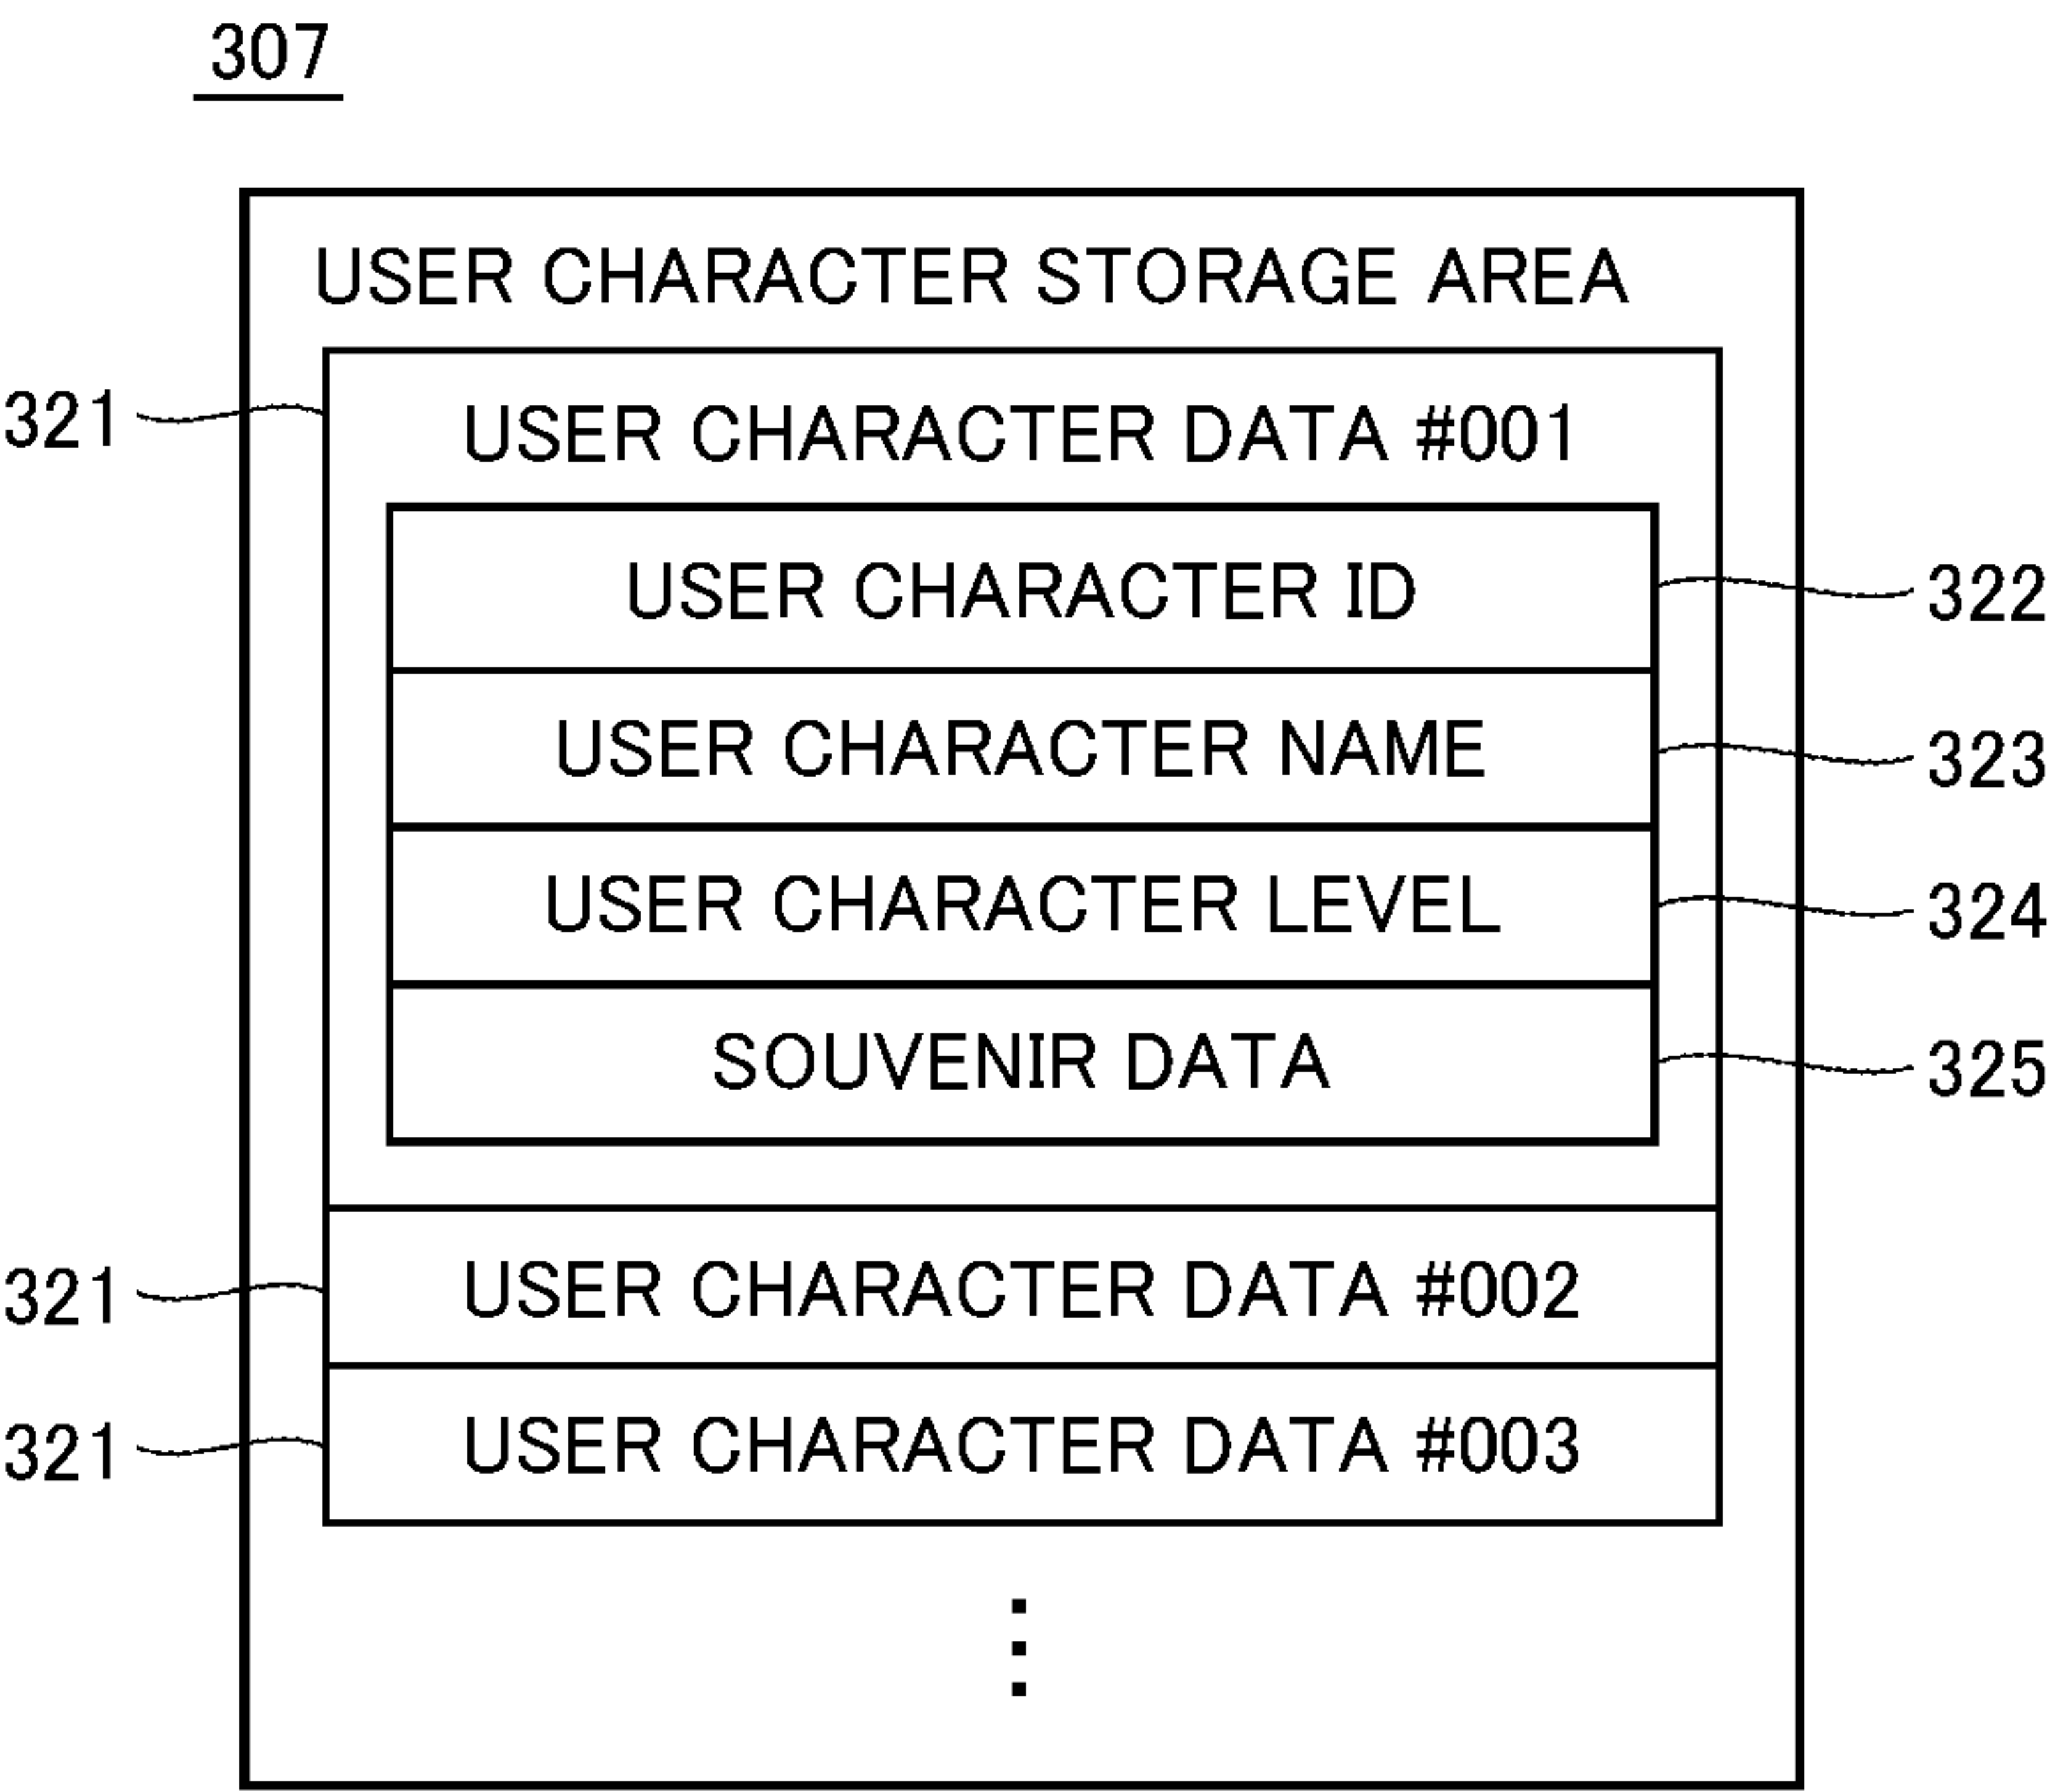 307
USER CHARACTER STORAGE AREA
321 USER CHARACTER DATA #001
USER CHARACTER ID 322
USER CHARACTER NAME 323
USER CHARACTER LEVEL 324
SOUVENIR DATA 325
321 USER CHARACTER DATA #002
321 USER CHARACTER DATA #003